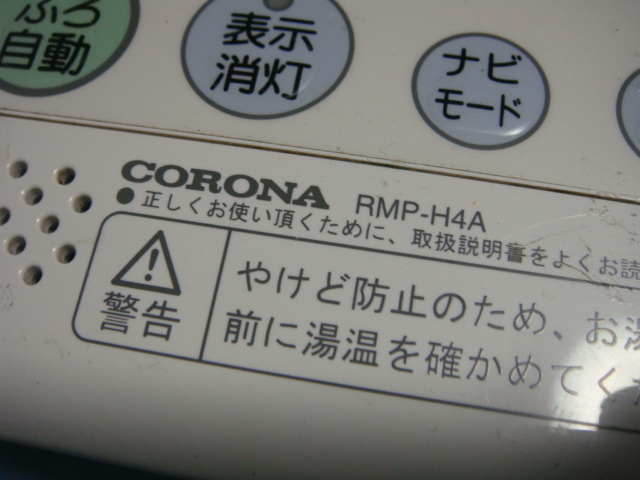 ふろ
自動
表示
消灯
ナビ
モード
CORONA RMP-H4A
●正しくお使い頂くために、取扱説明書をよくお読
警告
やけど防止のため、お湯
前に湯温を確かめてくだ